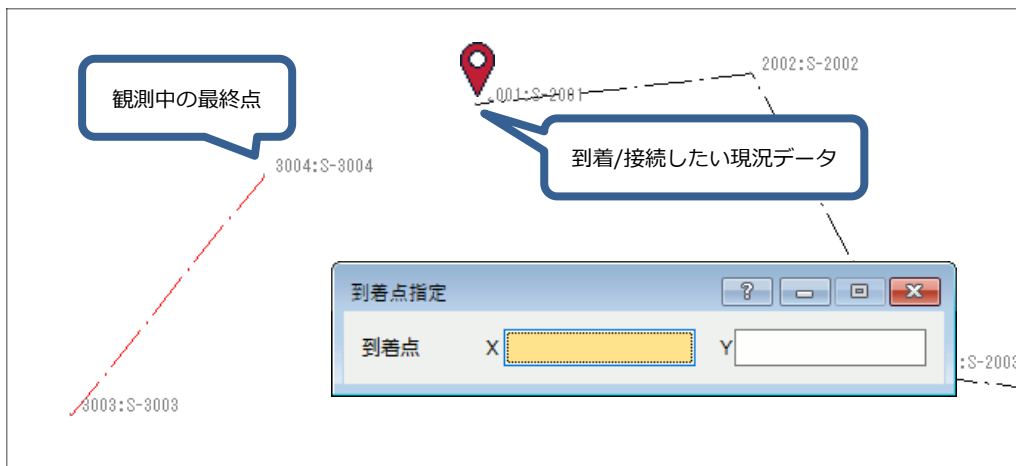 2002:S-2002
観測中の最終点
.001:S-2001
到着/接続したい現況データ
3004:S-3004
到着点指定
到着点 X Y
:S-2003
3003:S-3003